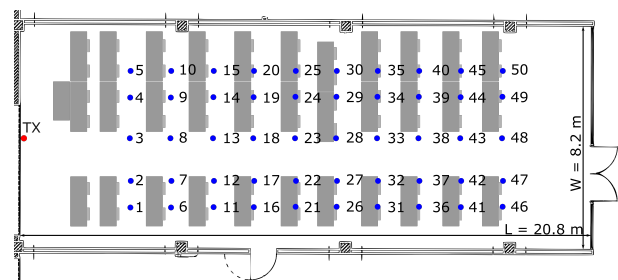 5 10 15 20 25 30 35 40 45 50
4 9 14 19 24 29 34 39 44 49
TX
3 8 13 18 23 28 33 38 43 48
W = 8.2 m
2 7 12 17 22 27 32 37 42 47
1 6 11 16 21 26 31 36 41 46
L = 20.8 m